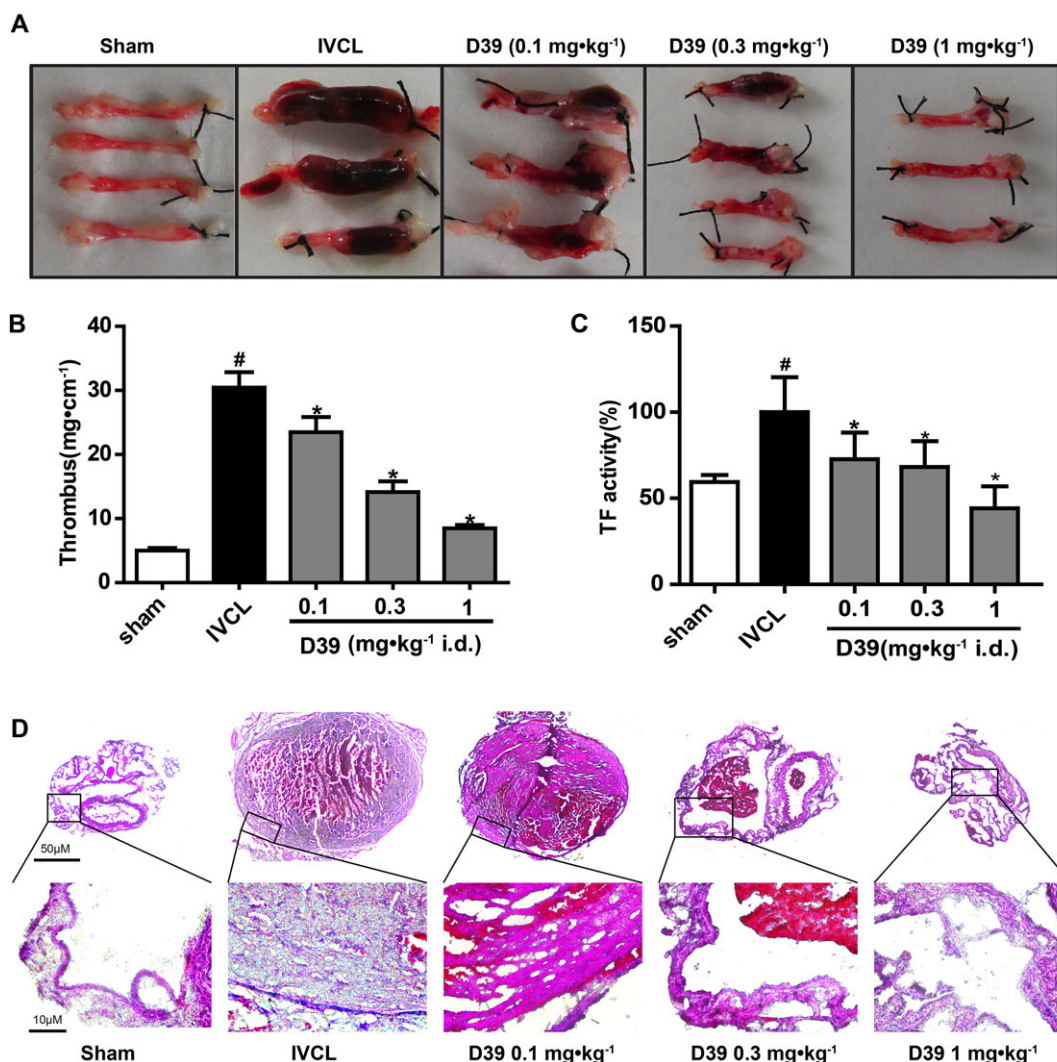 A
Sham IVCL D39 (0.1 mg•kg⁻¹) D39 (0.3 mg•kg⁻¹) D39 (1 mg•kg⁻¹)
B
Thrombus(mg•cm⁻¹)
40
30
20
10
0
#
*
*
*
sham IVCL 0.1 0.3 1
D39 (mg•kg⁻¹ i.d.)
C
TF activity(%)
150
100
50
0
#
*
*
*
sham IVCL 0.1 0.3 1
D39(mg•kg⁻¹ i.d.)
D
50µM
10µM
Sham IVCL D39 0.1 mg•kg⁻¹ D39 0.3 mg•kg⁻¹ D39 1 mg•kg⁻¹